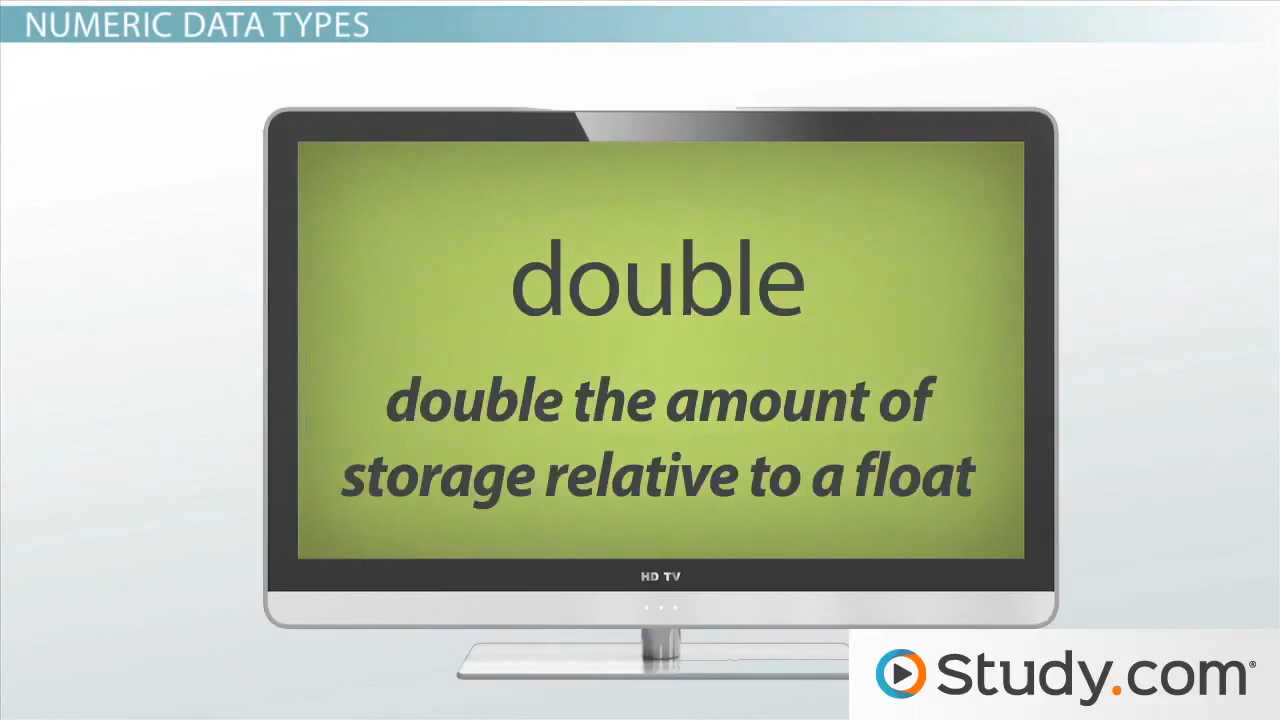 NUMERIC DATA TYPES
double
double the amount of
storage relative to a float
HD TV
Study.com®